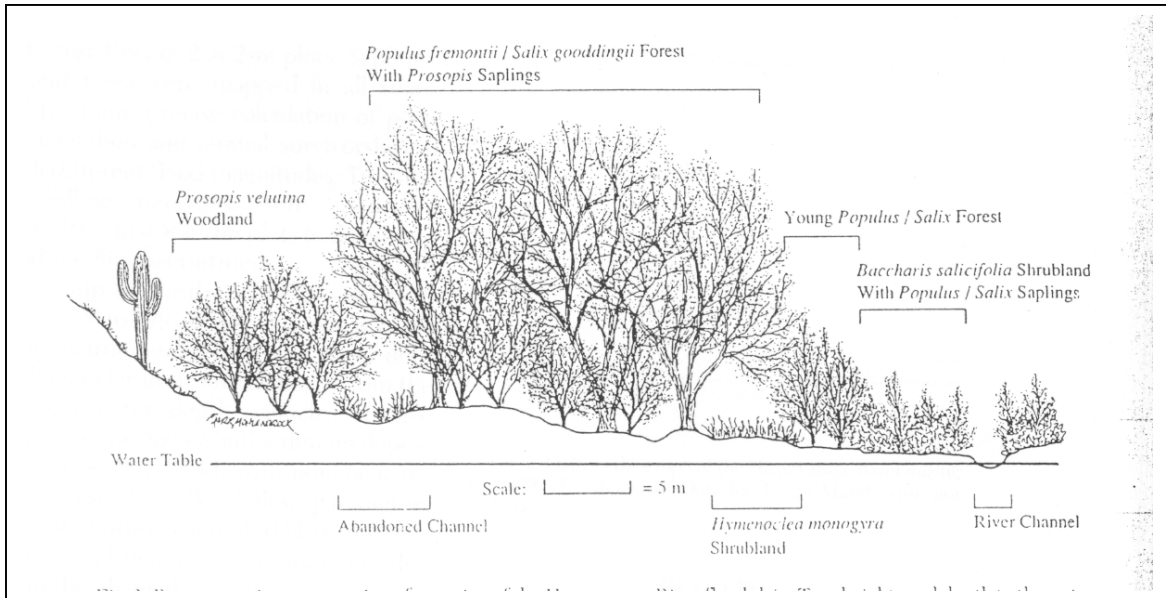 Populus fremontii / Salix gooddingii Forest
With Prosopis Saplings
Prosopis velutina
Woodland
Young Populus / Salix Forest
Baccharis salicifolia Shrubland
With Populus / Salix Saplings
Water Table
Scale: = 5 m
Abandoned Channel
Hymenoclea monogyra
Shrubland
River Channel